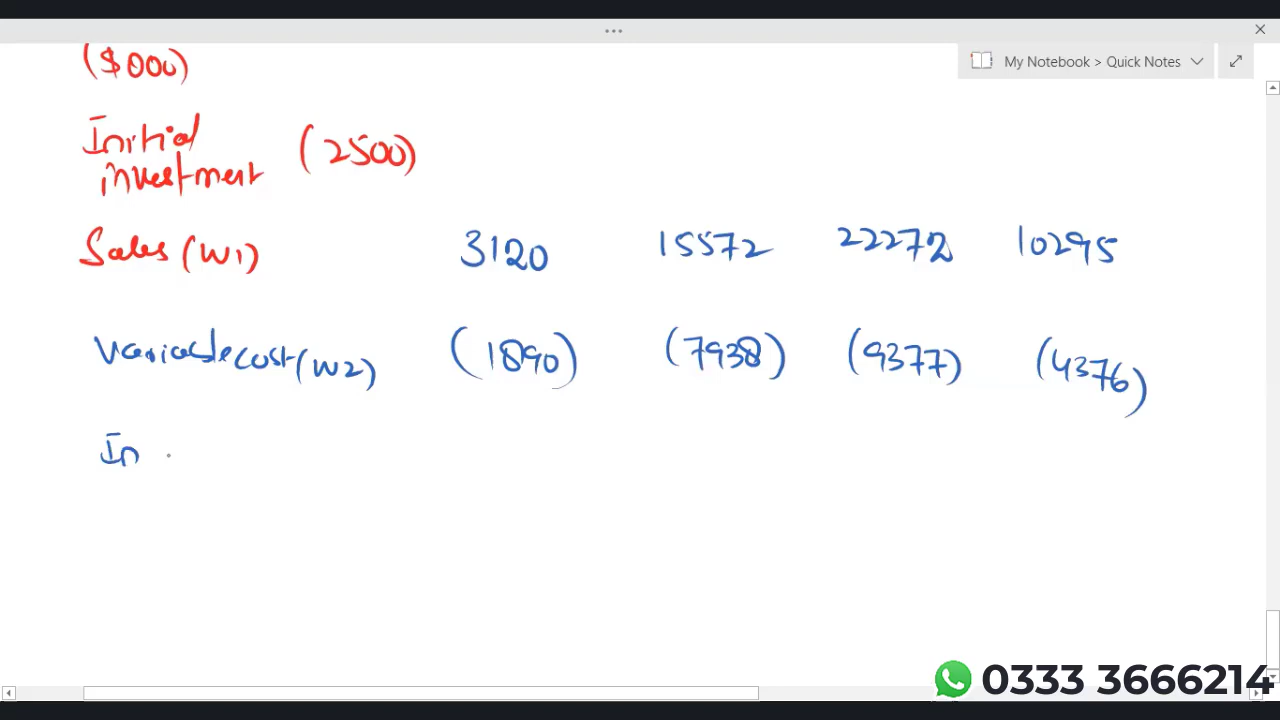 My Notebook > Quick Notes
($000)
Initial
investment (2500)
Sales (W1) 3120 15572 22272 10295
Variable cost (W2) (1890) (7938) (9377) (4376)
In
0333 3666214